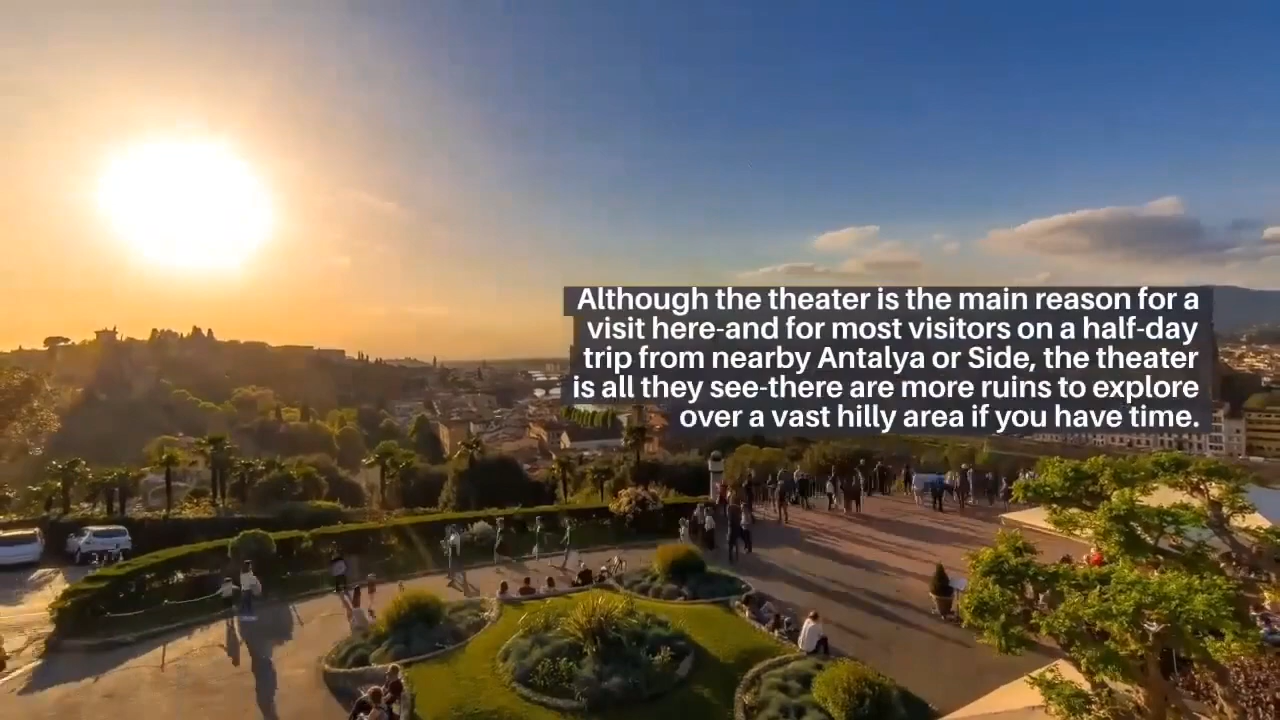 Although the theater is the main reason for a
visit here-and for most visitors on a half-day
trip from nearby Antalya or Side, the theater
is all they see-there are more ruins to explore
over a vast hilly area if you have time.